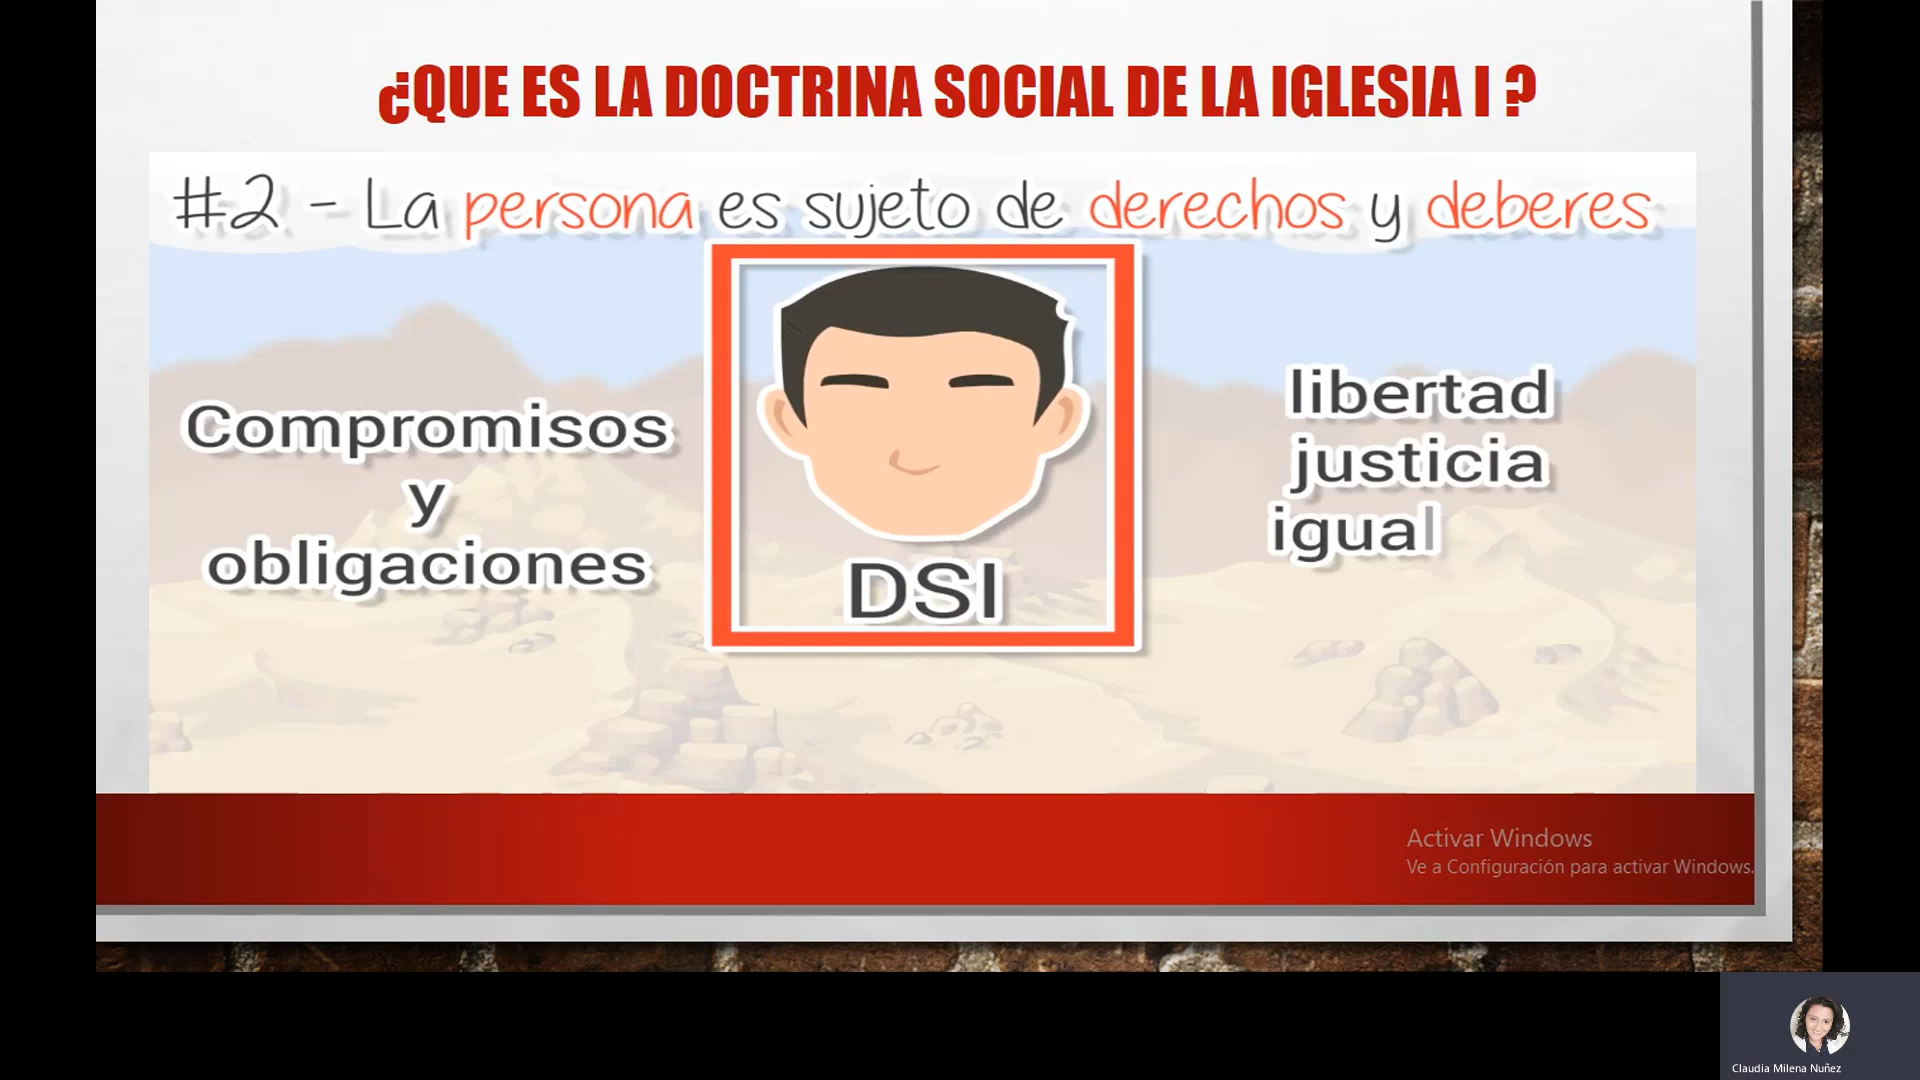 ¿QUE ES LA DOCTRINA SOCIAL DE LA IGLESIA I ?
#2 - La persona es sujeto de derechos y deberes
Compromisos
y
obligaciones
DSI
libertad
justicia
igual
Activar Windows
Ve a Configuración para activar Windows.
Claudia Milena Nuñez